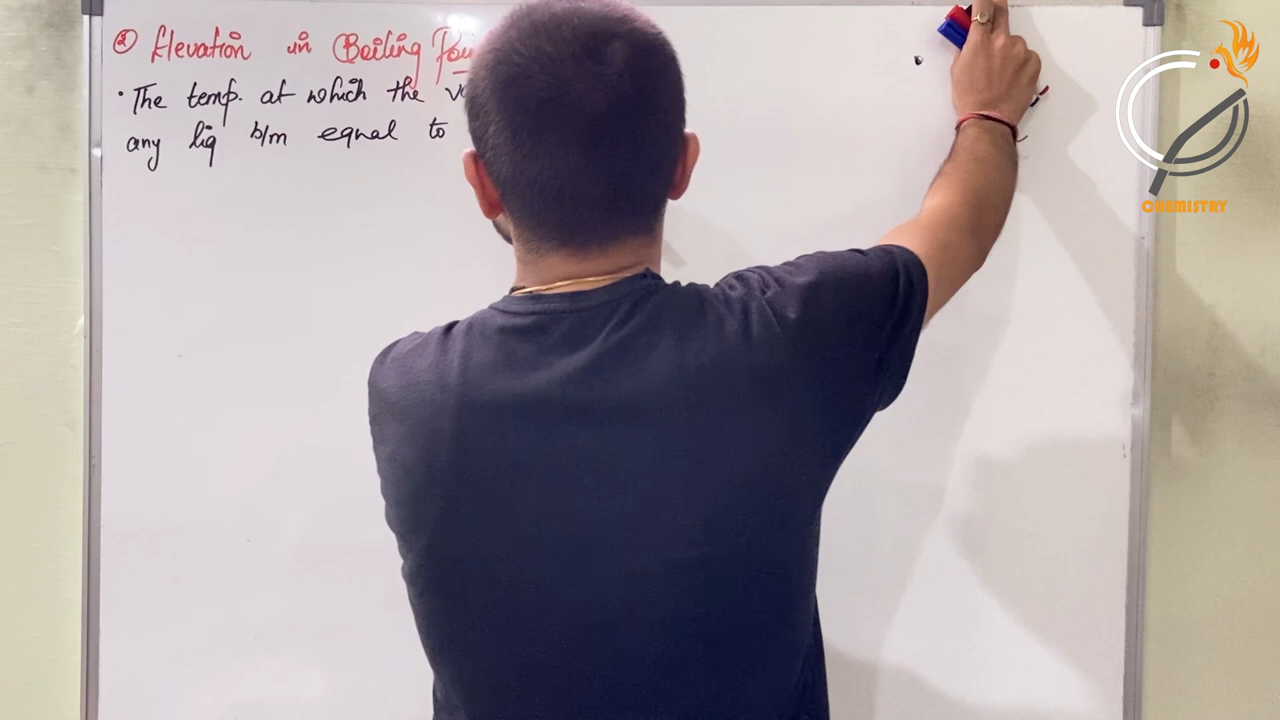 ② Elevation in Boiling
• The temp. at which the
any liq b/m equal to
CHEMISTRY